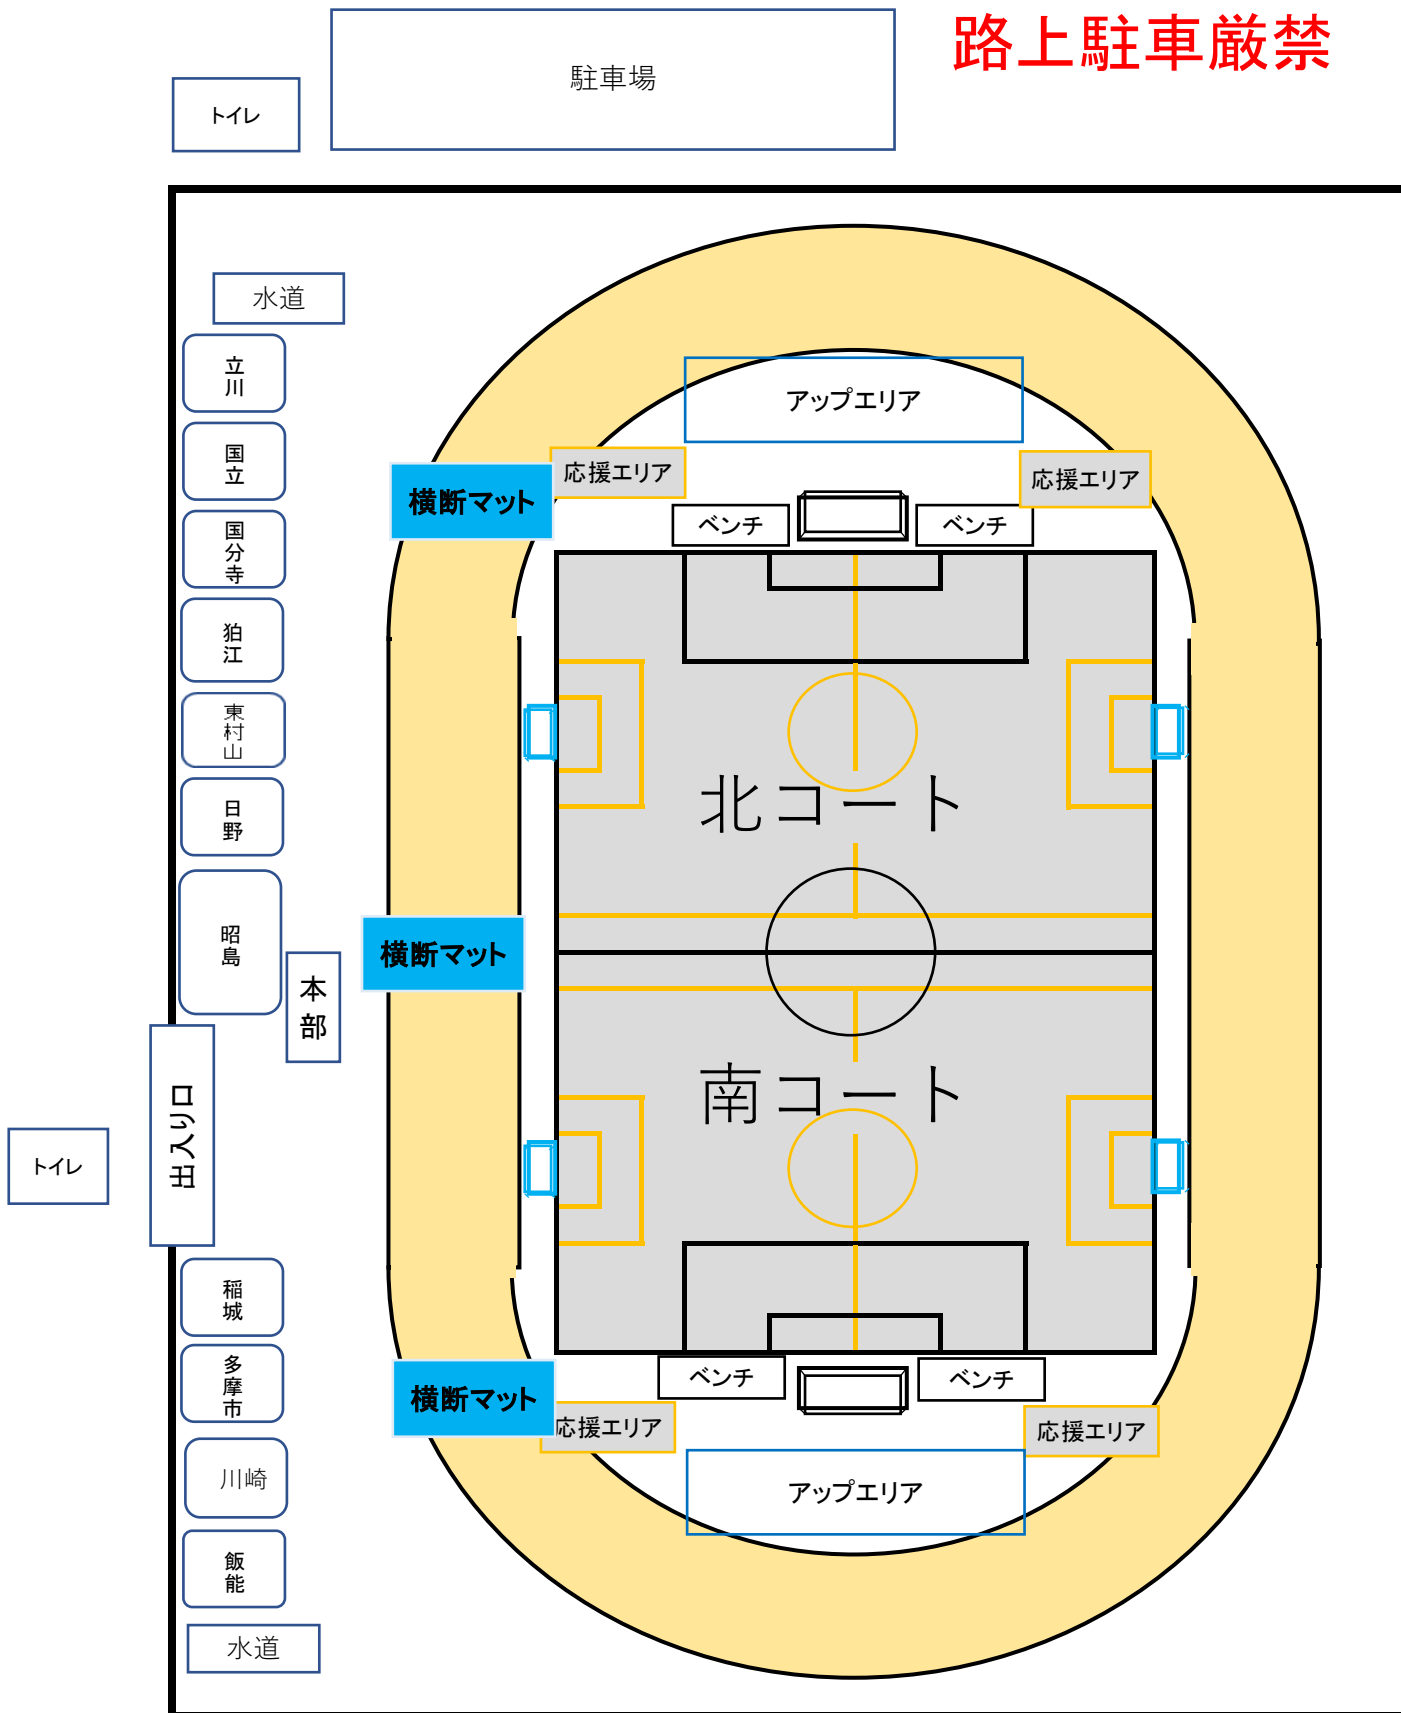 路上駐車厳禁
駐車場
トイレ
水道
立川
国立
国分寺
狛江
東村山
日野
昭島
本部
出入り口
トイレ
稲城
多摩市
川崎
飯能
水道
アップエリア
応援エリア
応援エリア
横断マット
ベンチ
ベンチ
北コート
横断マット
南コート
ベンチ
ベンチ
横断マット
応援エリア
応援エリア
アップエリア